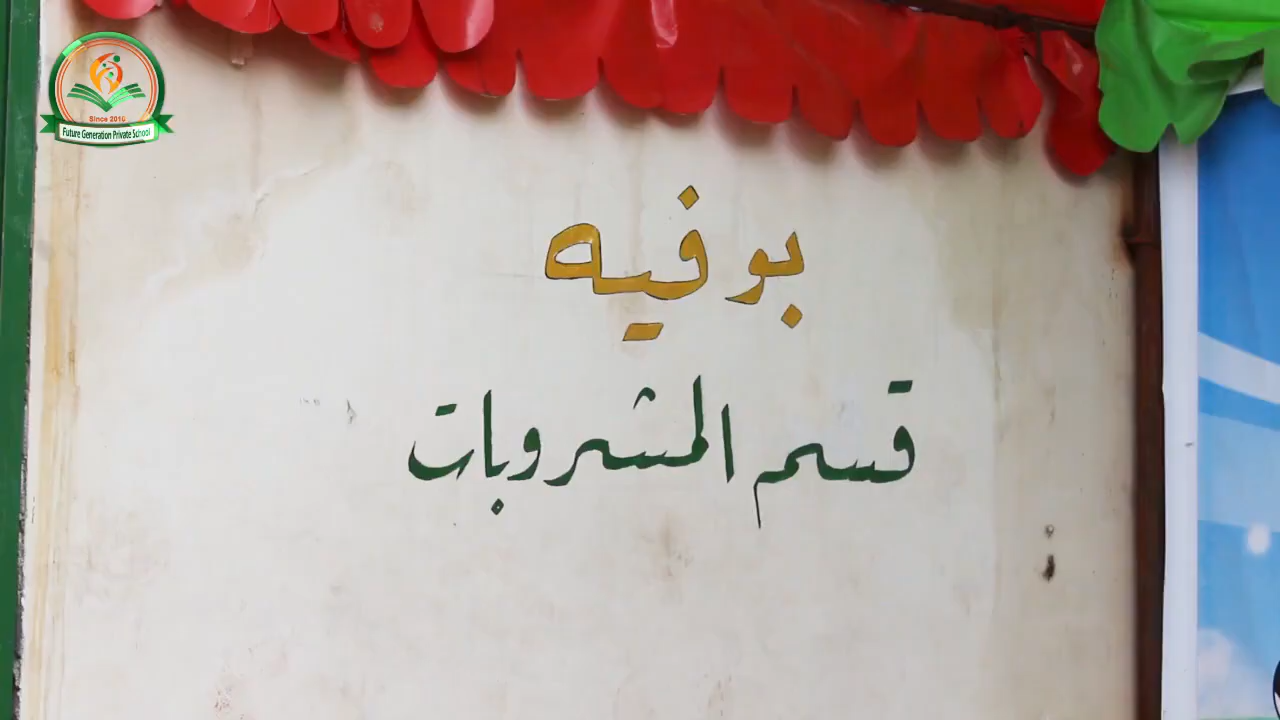 Since 2010
Future Generation Private School
بوفيه
قسم المشروبات